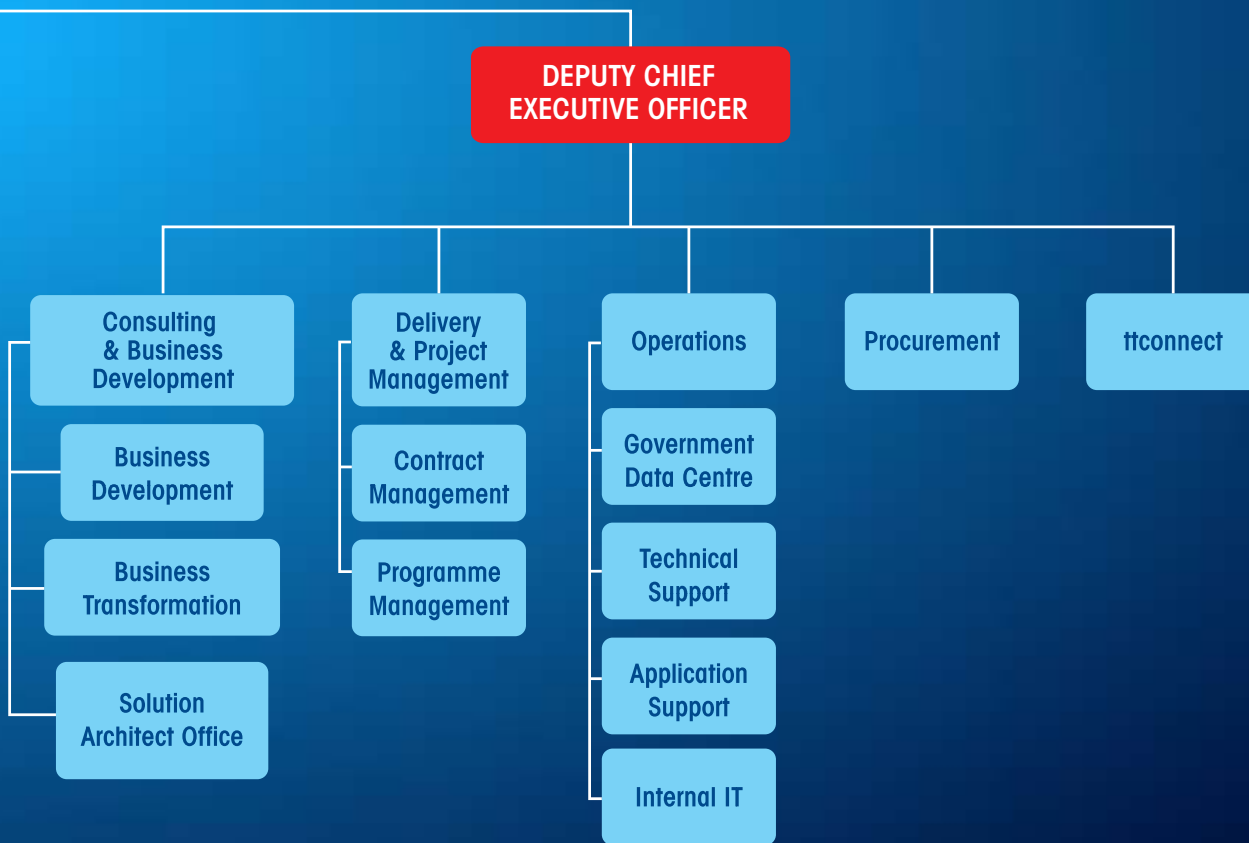 DEPUTY CHIEF
EXECUTIVE OFFICER
Consulting
& Business
Development
Business
Development
Business
Transformation
Solution
Architect Office
Delivery
& Project
Management
Contract
Management
Programme
Management
Operations
Government
Data Centre
Technical
Support
Application
Support
Internal IT
Procurement
ttconnect